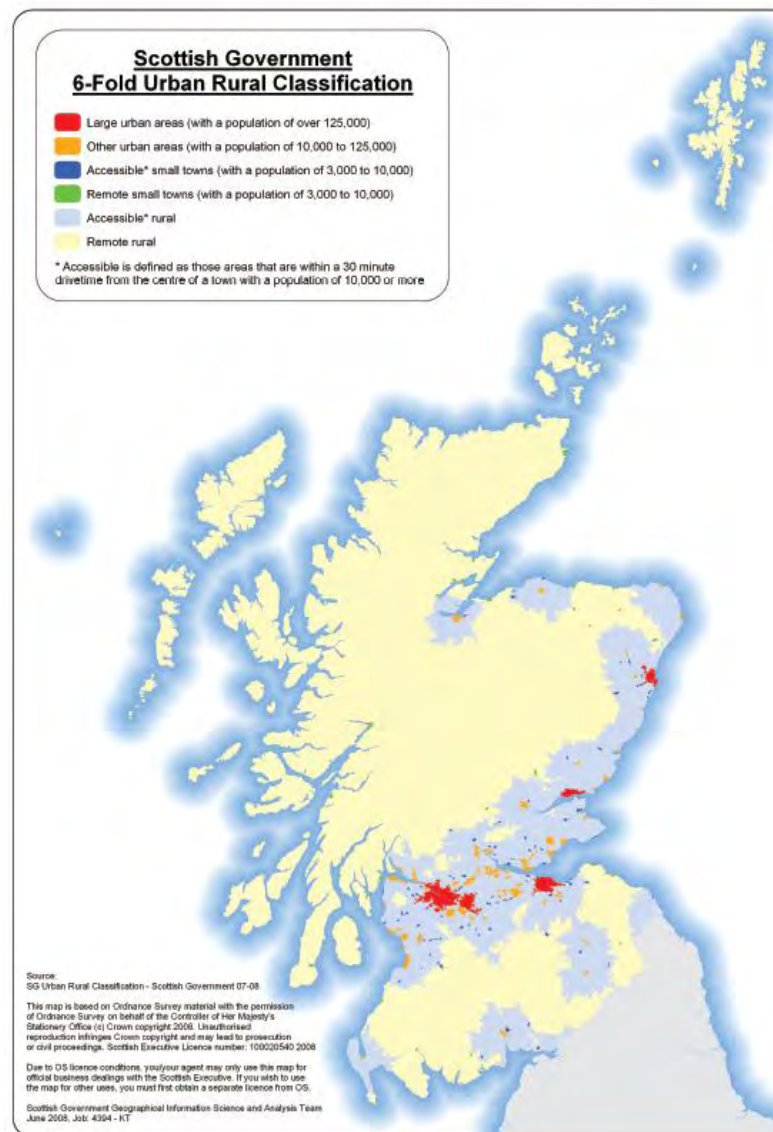 Scottish Government
6-Fold Urban Rural Classification
Large urban areas (with a population of over 125,000)
Other urban areas (with a population of 10,000 to 125,000)
Accessible* small towns (with a population of 3,000 to 10,000)
Remote small towns (with a population of 3,000 to 10,000)
Accessible* rural
Remote rural
* Accessible is defined as those areas that are within a 30 minute
drivetime from the centre of a town with a population of 10,000 or more
Source:
SG Urban Rural Classification - Scottish Government 07-08
This map is based on Ordnance Survey material with the permission
of Ordnance Survey on behalf of the Controller of Her Majesty's
Stationery Office (c) Crown copyright 2008. Unauthorised
reproduction infringes Crown copyright and may lead to prosecution
or civil proceedings. Scottish Executive Licence number: 100020540 2008
Due to OS licence conditions, you/your agent may only use this map for
official business dealings with the Scottish Executive. If you wish to use
the map for other uses, you must first obtain a separate licence from OS.
Scottish Government Geographical Information Science and Analysis Team
June 2008, Job: 4394 - KT